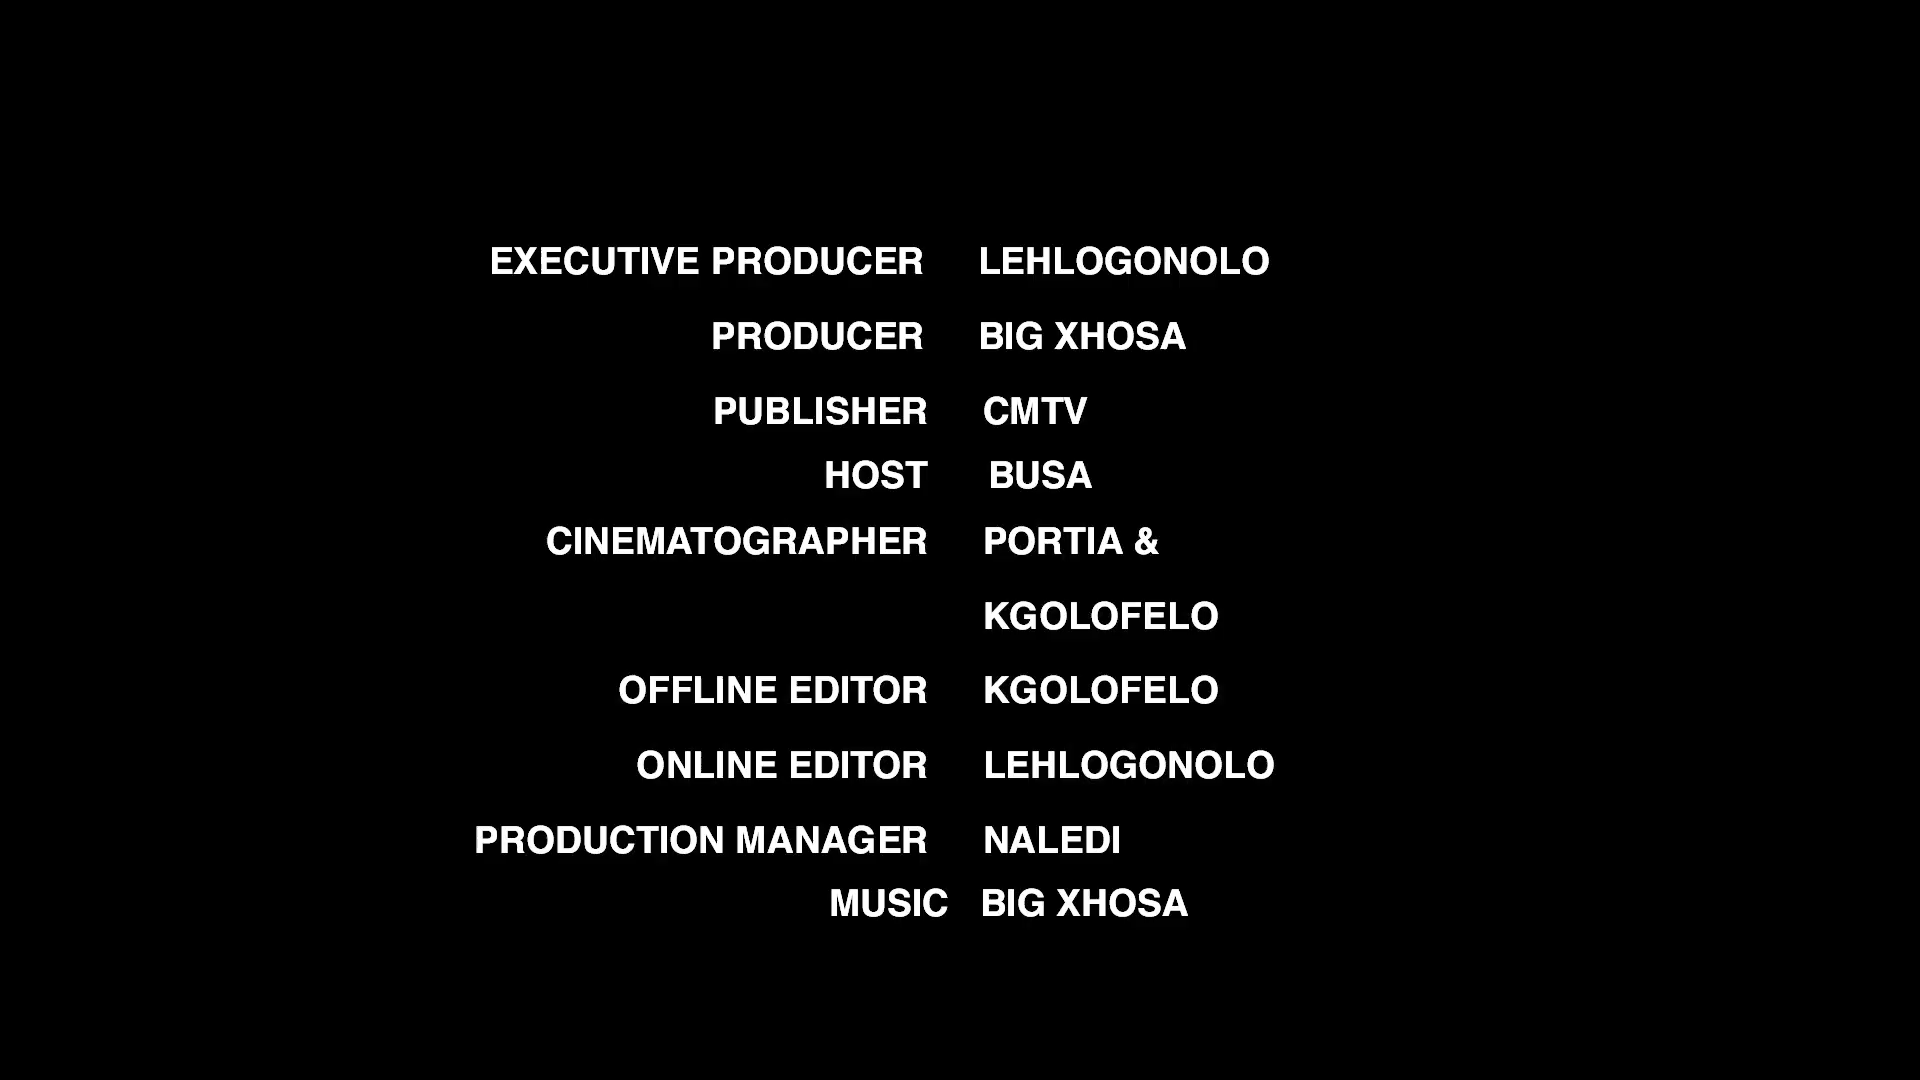 EXECUTIVE PRODUCER LEHLOGONOLO
PRODUCER BIG XHOSA
PUBLISHER CMTV
HOST BUSA
CINEMATOGRAPHER PORTIA &
KGOLOFELO
OFFLINE EDITOR KGOLOFELO
ONLINE EDITOR LEHLOGONOLO
PRODUCTION MANAGER NALEDI
MUSIC BIG XHOSA